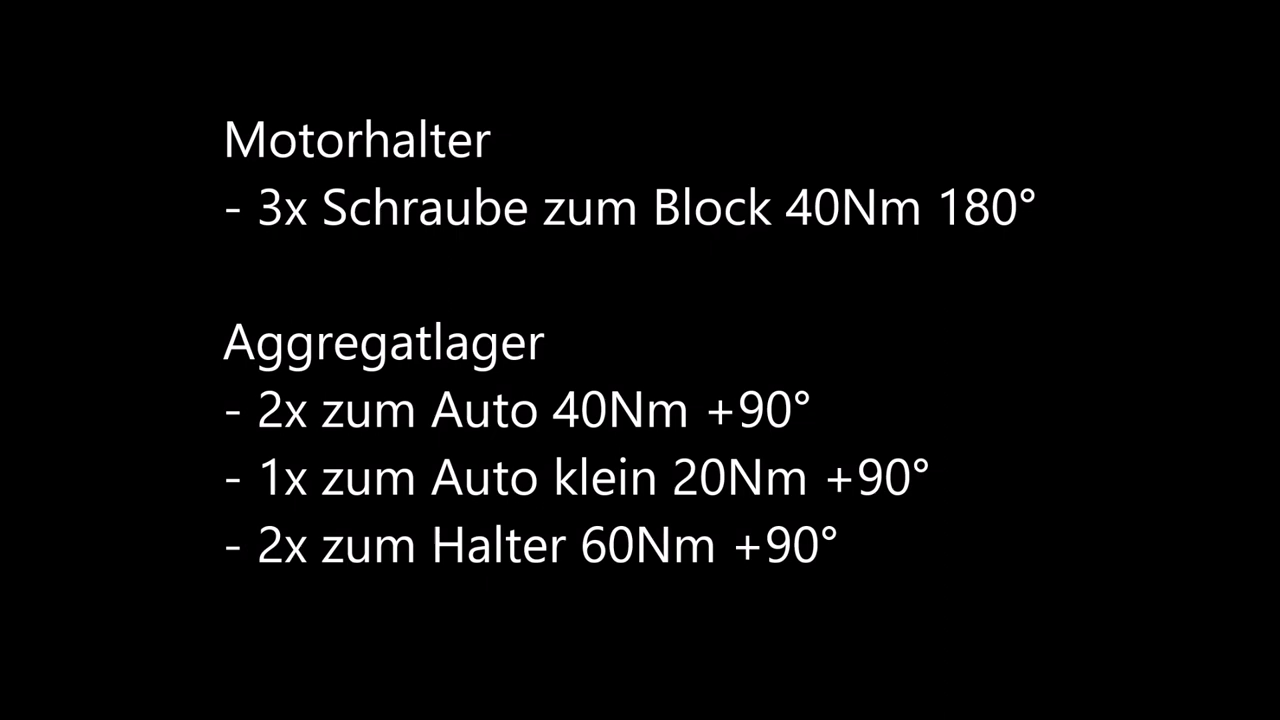 Motorhalter
- 3x Schraube zum Block 40Nm 180°
Aggregatlager
- 2x zum Auto 40Nm +90°
- 1x zum Auto klein 20Nm +90°
- 2x zum Halter 60Nm +90°